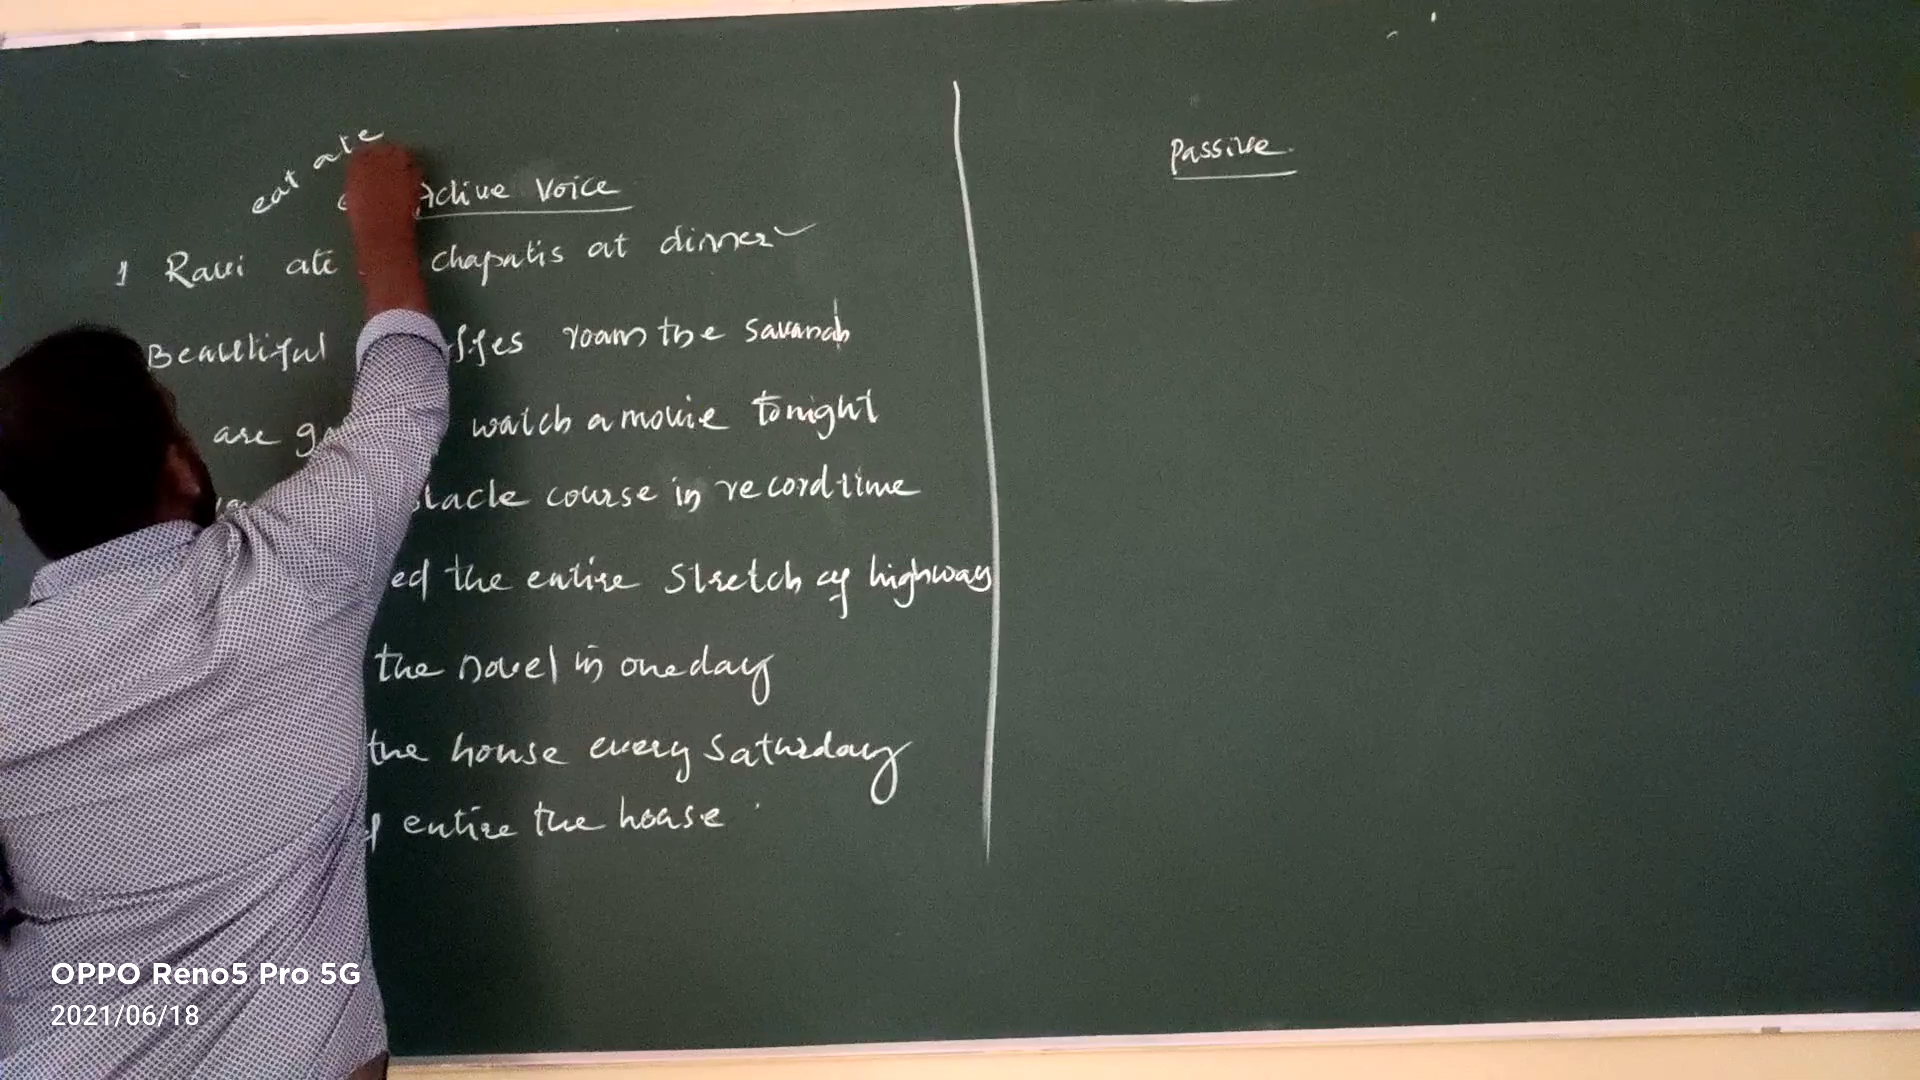 eat ate
Active Voice
Passive.
1 Ravi ate chapatis at dinner
Beautiful ffes roam the savanah
are watch a movie tonight
stacle course in record time
ed the entire stretch of highway
the novel in one day
the house every saturday
entire the house
OPPO Reno5 Pro 5G
2021/06/18